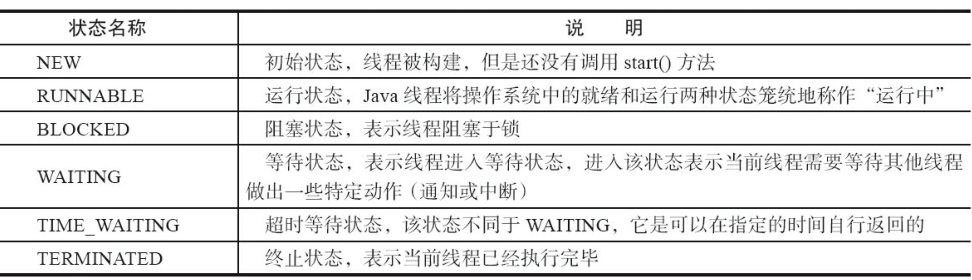 状态名称 说 明
NEW 初始状态，线程被构建，但是还没有调用 start() 方法
RUNNABLE 运行状态，Java 线程将操作系统中的就绪和运行两种状态笼统地称作“运行中”
BLOCKED 阻塞状态，表示线程阻塞于锁
WAITING 等待状态，表示线程进入等待状态，进入该状态表示当前线程需要等待其他线程
做出一些特定动作（通知或中断）
TIME_WAITING 超时等待状态，该状态不同于 WAITING，它是可以在指定的时间自行返回的
TERMINATED 终止状态，表示当前线程已经执行完毕